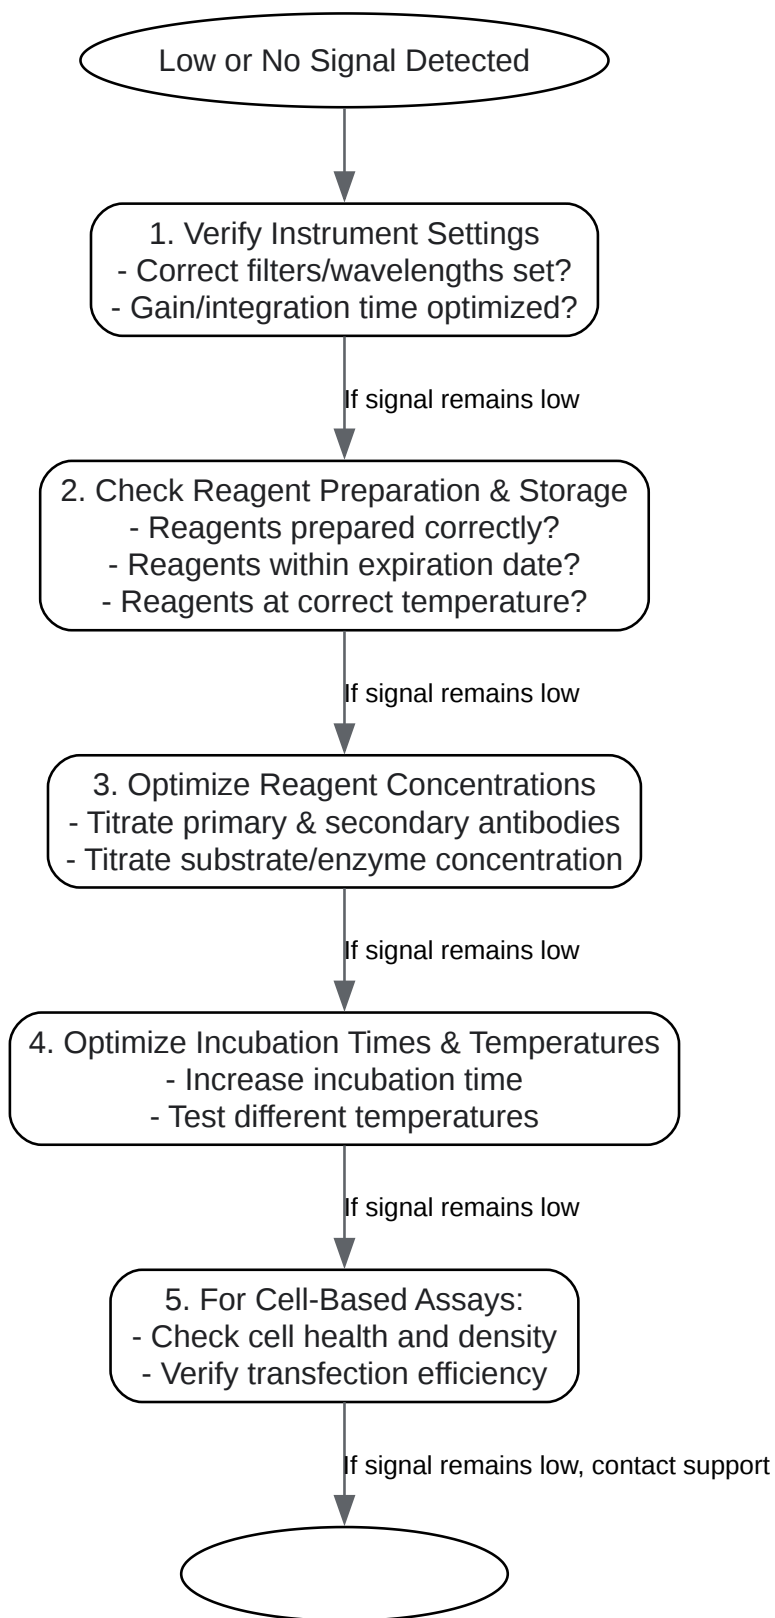 Low or No Signal Detected
1. Verify Instrument Settings
- Correct filters/wavelengths set?
- Gain/integration time optimized?
If signal remains low
2. Check Reagent Preparation & Storage
- Reagents prepared correctly?
- Reagents within expiration date?
- Reagents at correct temperature?
If signal remains low
3. Optimize Reagent Concentrations
- Titrate primary & secondary antibodies
- Titrate substrate/enzyme concentration
If signal remains low
4. Optimize Incubation Times & Temperatures
- Increase incubation time
- Test different temperatures
If signal remains low
5. For Cell-Based Assays:
- Check cell health and density
- Verify transfection efficiency
If signal remains low, contact support